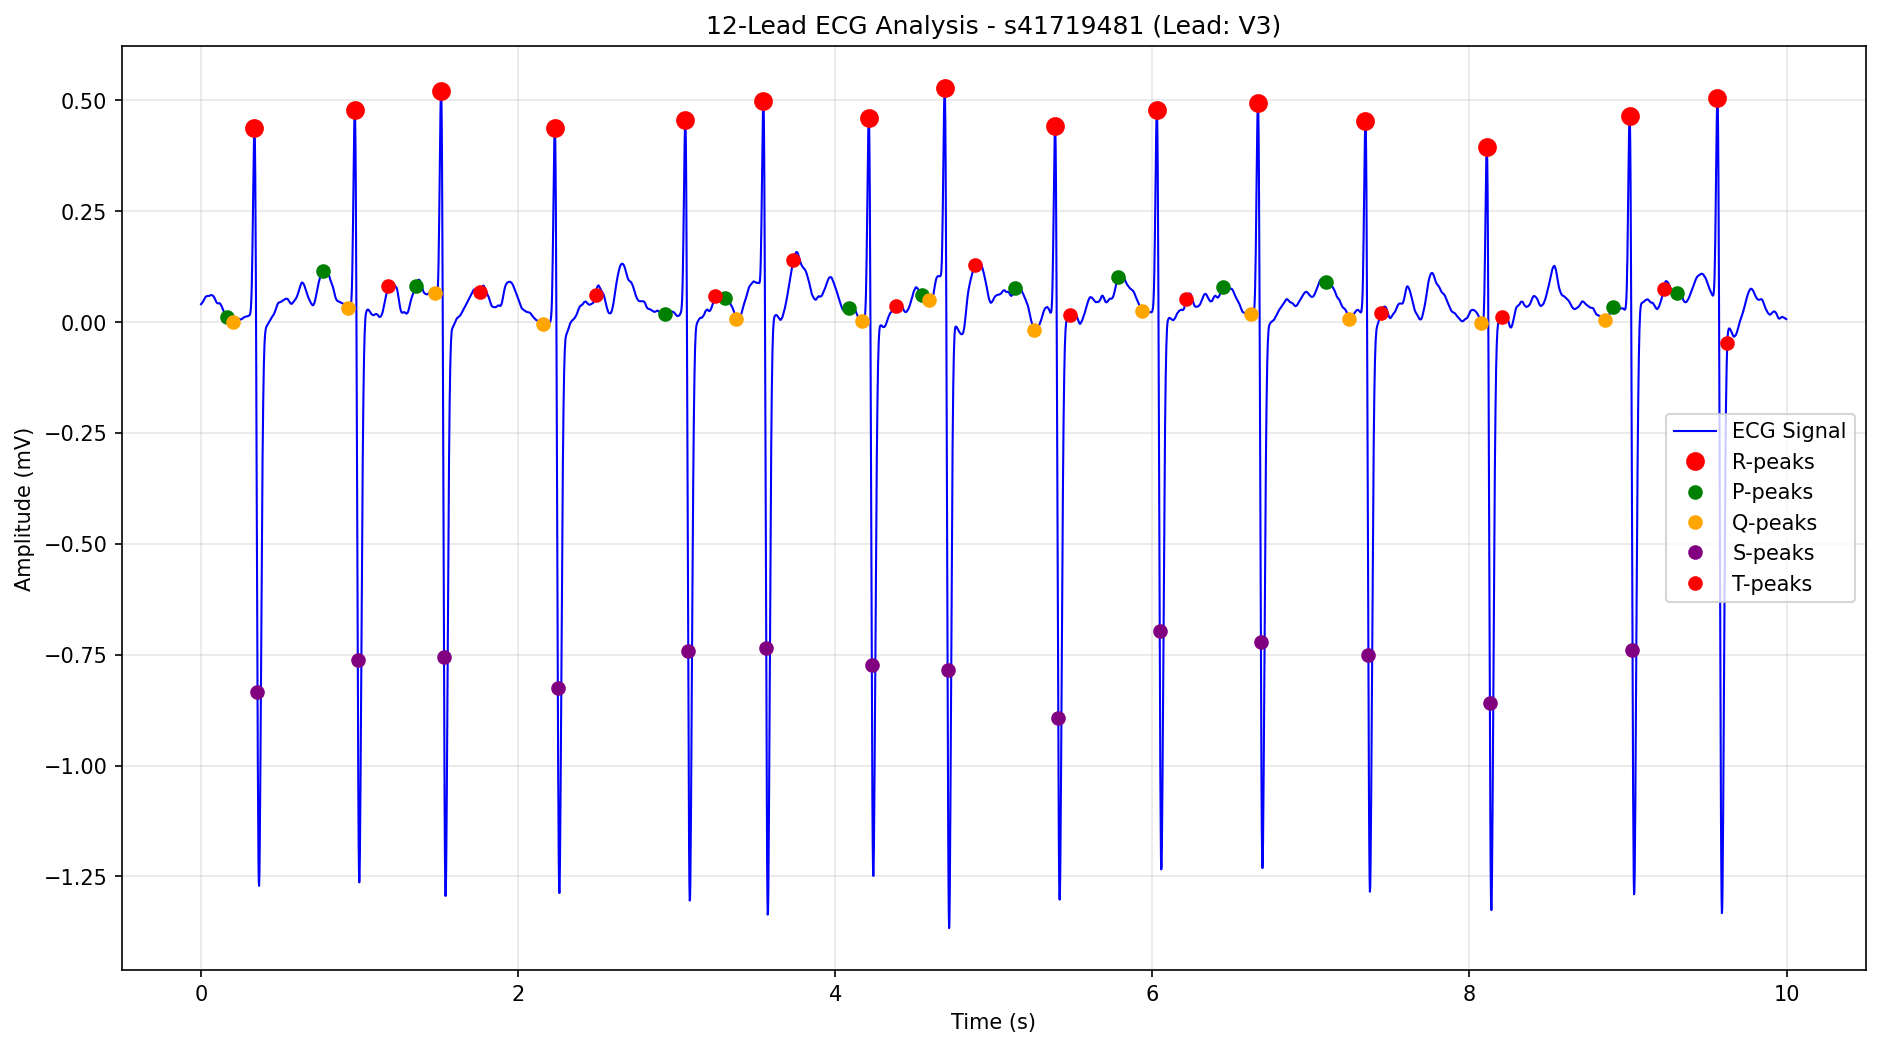 12-Lead ECG Analysis - s41719481 (Lead: V3)
Amplitude (mV)
0.50
0.25
0.00
−0.25
−0.50
−0.75
−1.00
−1.25
ECG Signal
R-peaks
P-peaks
Q-peaks
S-peaks
T-peaks
0 2 4 6 8 10
Time (s)